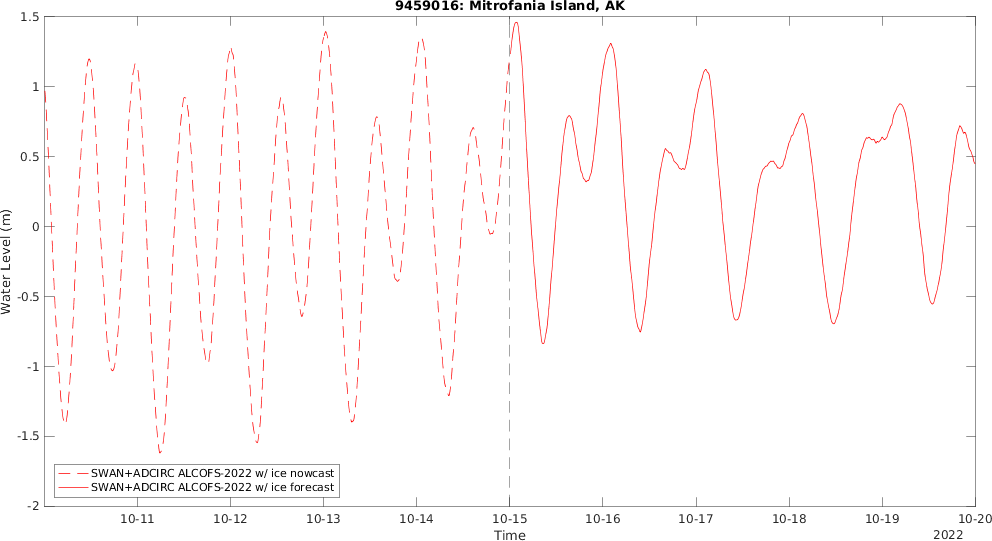 9459016: Mitrofania Island, AK
Water Level (m)
1.5
1
0.5
0
-0.5
-1
-1.5
-2
SWAN+ADCIRC ALCOFS-2022 w/ ice nowcast
SWAN+ADCIRC ALCOFS-2022 w/ ice forecast
10-11 10-12 10-13 10-14 10-15 10-16 10-17 10-18 10-19 10-20
Time
2022